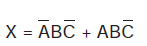 X = A̅BC̅ + ABC̅